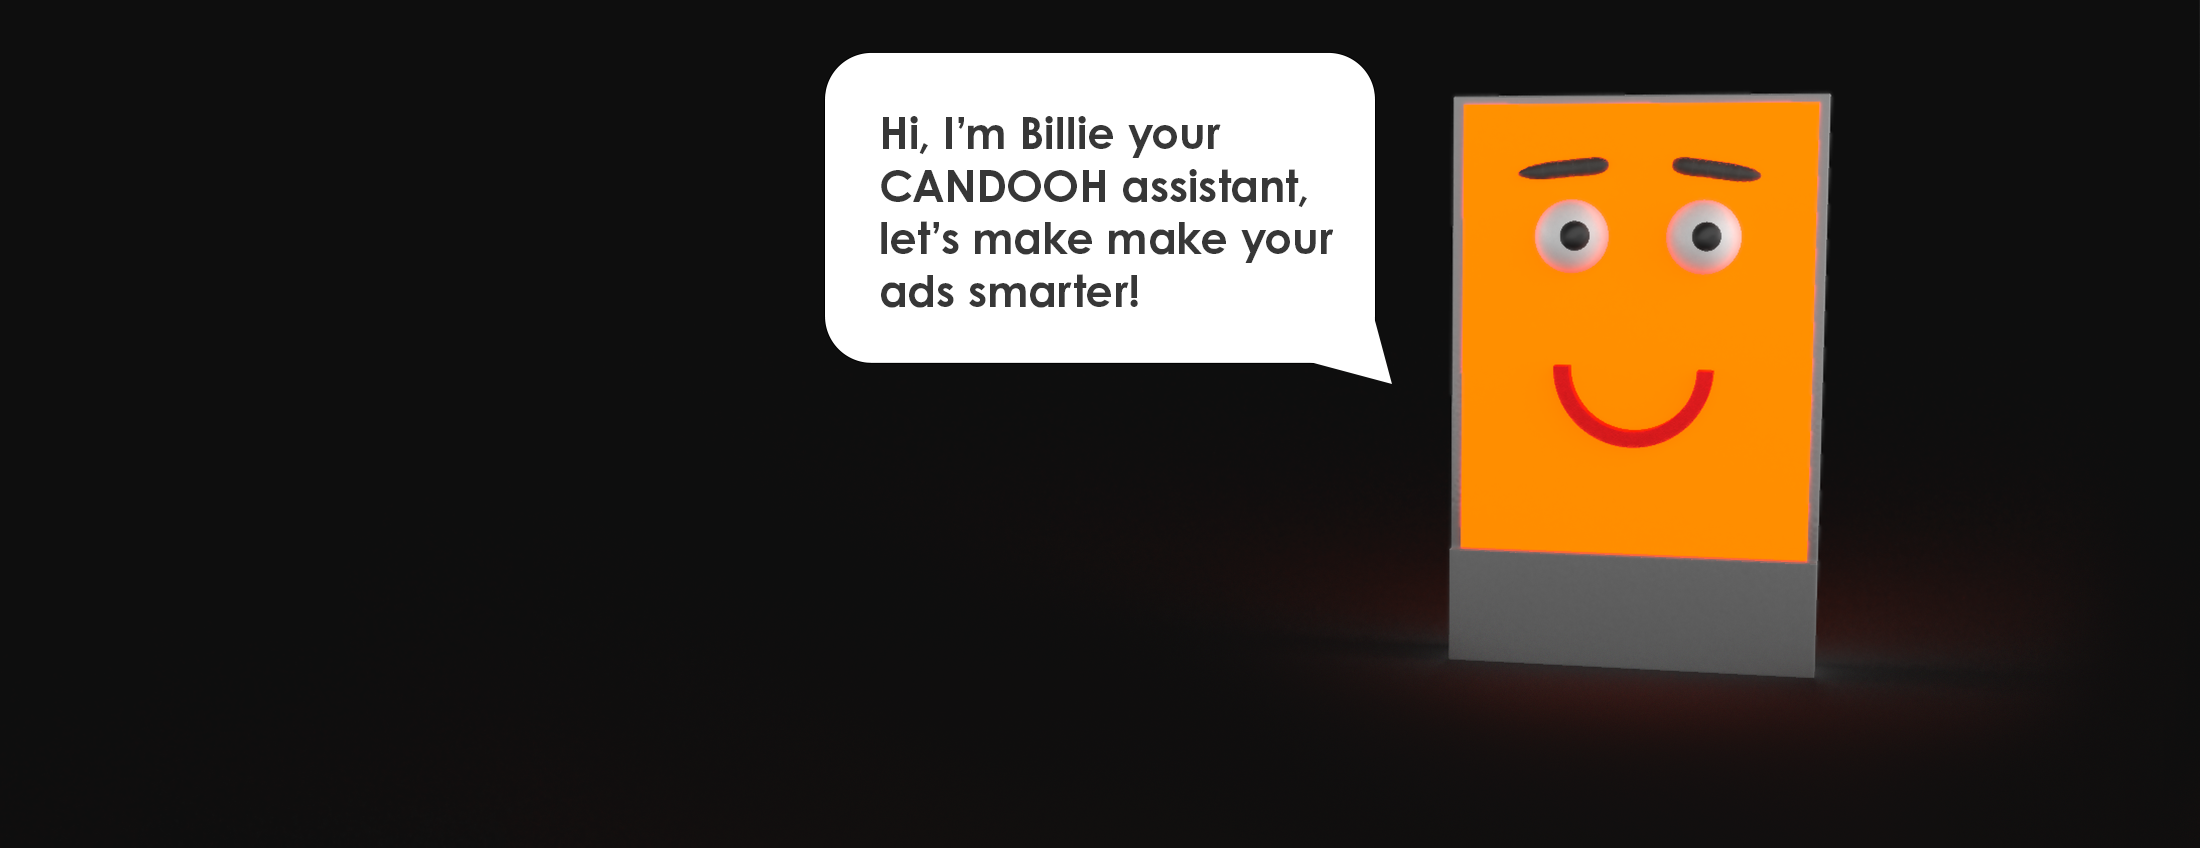 Hi, I’m Billie your
CANDOOH assistant,
let’s make make your
ads smarter!